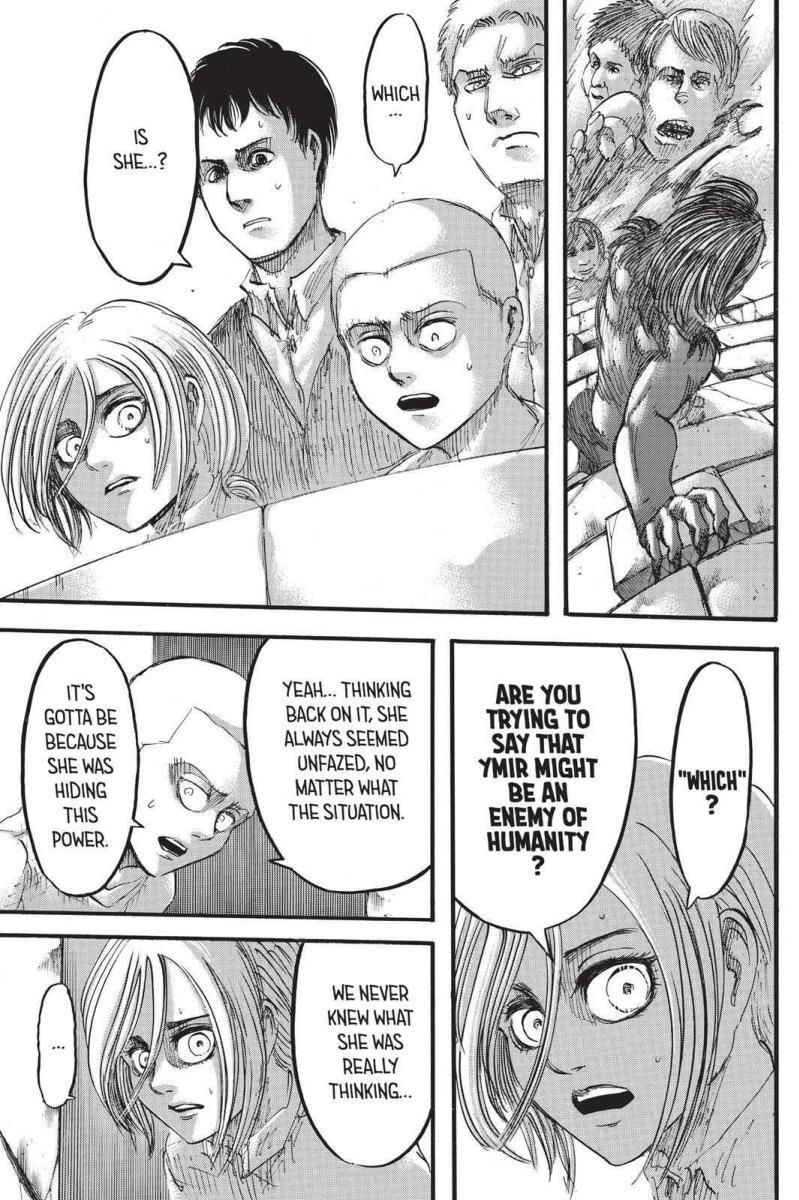 WHICH
...
IS
SHE...?
"WHICH"
?
ARE YOU
TRYING TO
SAY THAT
YMIR MIGHT
BE AN
ENEMY OF
HUMANITY
?
YEAH... THINKING
BACK ON IT, SHE
ALWAYS SEEMED
UNFAZED, NO
MATTER WHAT
THE SITUATION.
IT'S
GOTTA BE
BECAUSE
SHE WAS
HIDING
THIS
POWER.
WE NEVER
KNEW WHAT
SHE WAS
REALLY
THINKING...
...